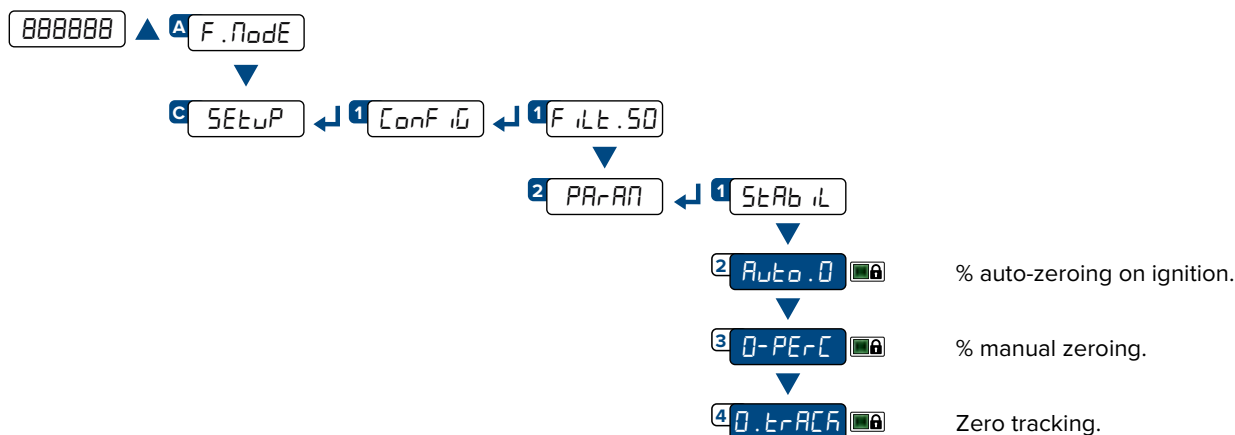 888888 A F.ModE
C SEtuP 1 ConFiG 1 FiLt.50
2 PArAM 1 StAbiL
2 Auto.0 % auto-zeroing on ignition.
3 0-PErC % manual zeroing.
4 0.trACK Zero tracking.